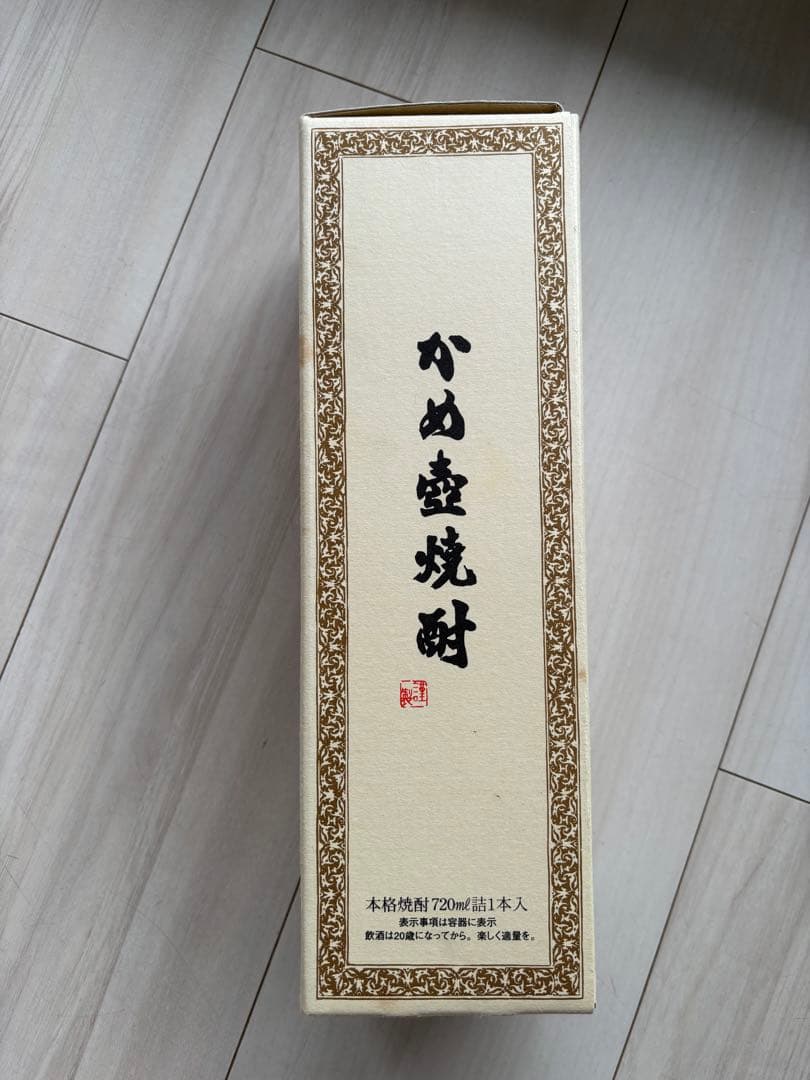 かめ壺焼酎
謹製
本格焼酎720㎖詰1本入
表示事項は容器に表示
飲酒は20歳になってから。楽しく適量を。